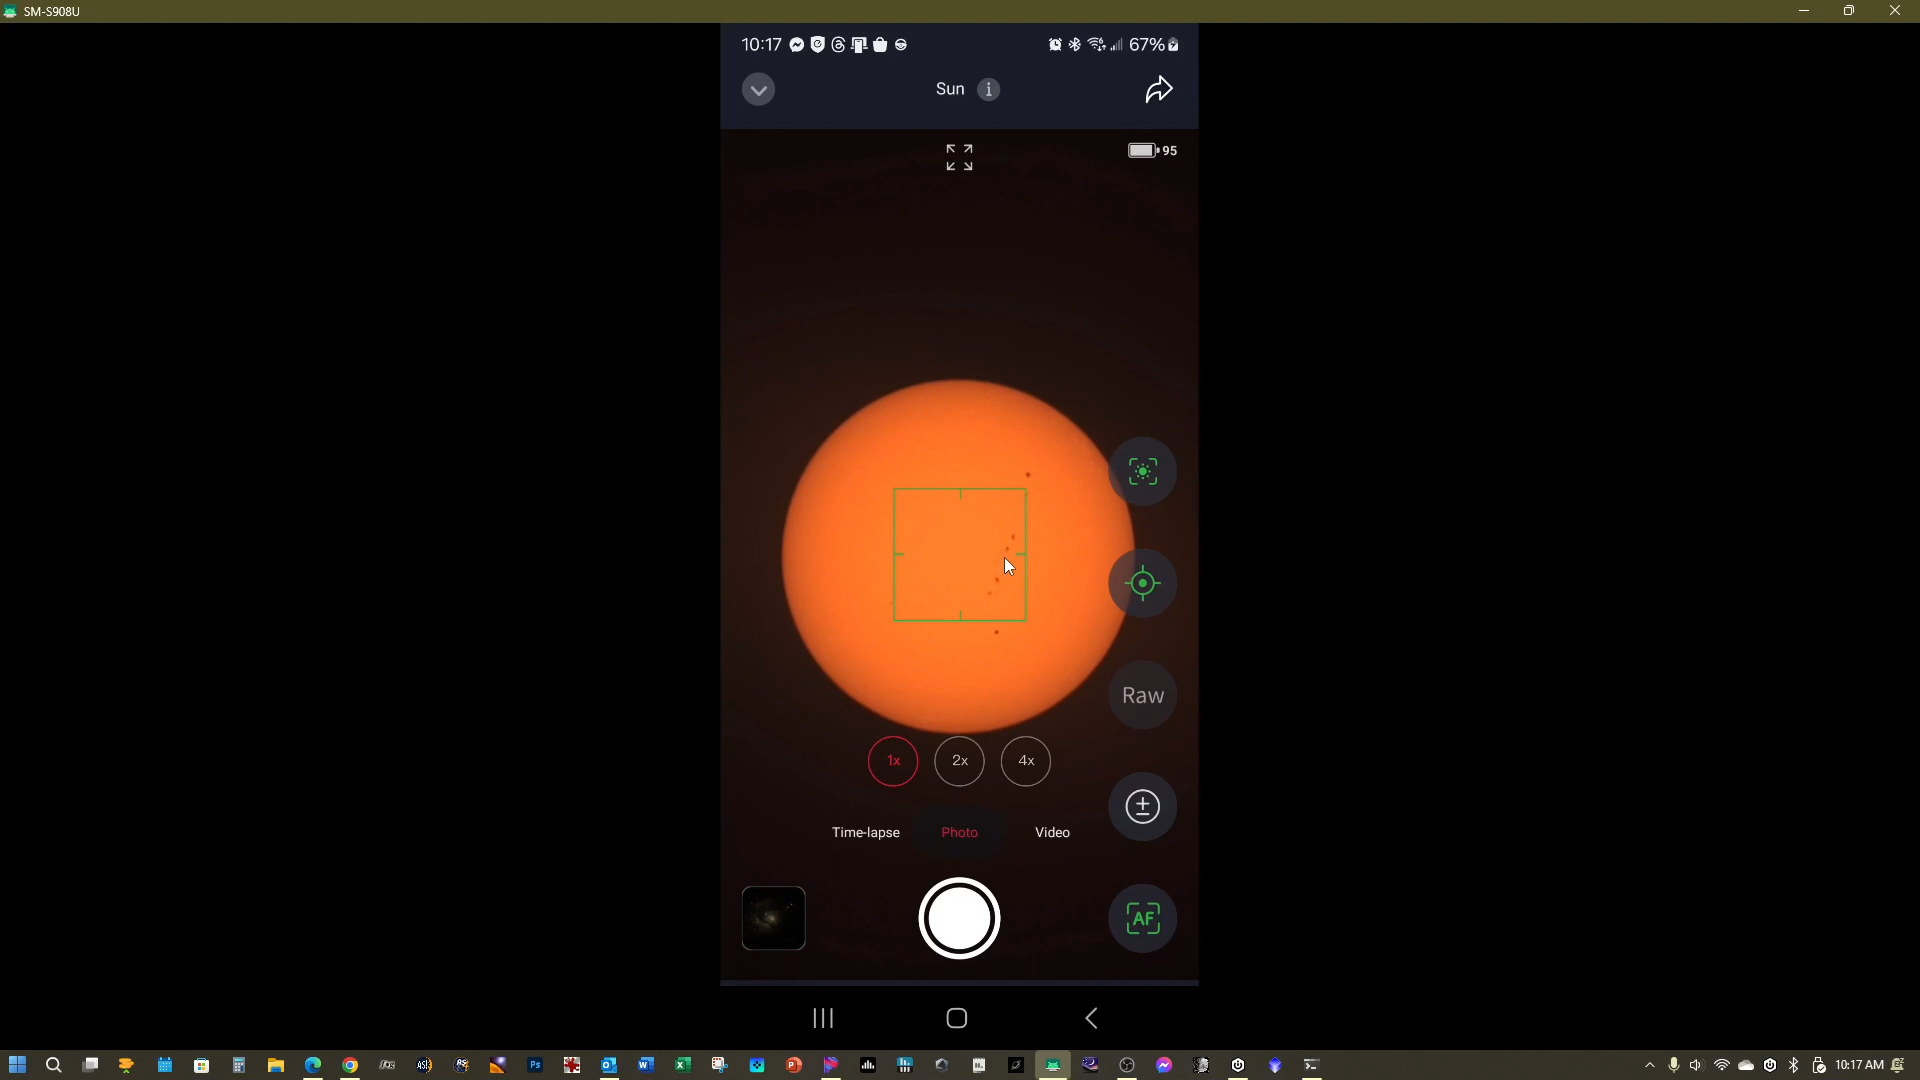 SM-S908U
10:17
67%
Sun
95
Raw
1x
2x
4x
Time-lapse
Photo
Video
AF
10:17 AM